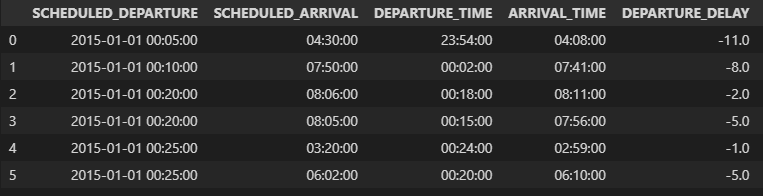 SCHEDULED_DEPARTURE SCHEDULED_ARRIVAL DEPARTURE_TIME ARRIVAL_TIME DEPARTURE_DELAY
0 2015-01-01 00:05:00 04:30:00 23:54:00 04:08:00 -11.0
1 2015-01-01 00:10:00 07:50:00 00:02:00 07:41:00 -8.0
2 2015-01-01 00:20:00 08:06:00 00:18:00 08:11:00 -2.0
3 2015-01-01 00:20:00 08:05:00 00:15:00 07:56:00 -5.0
4 2015-01-01 00:25:00 03:20:00 00:24:00 02:59:00 -1.0
5 2015-01-01 00:25:00 06:02:00 00:20:00 06:10:00 -5.0